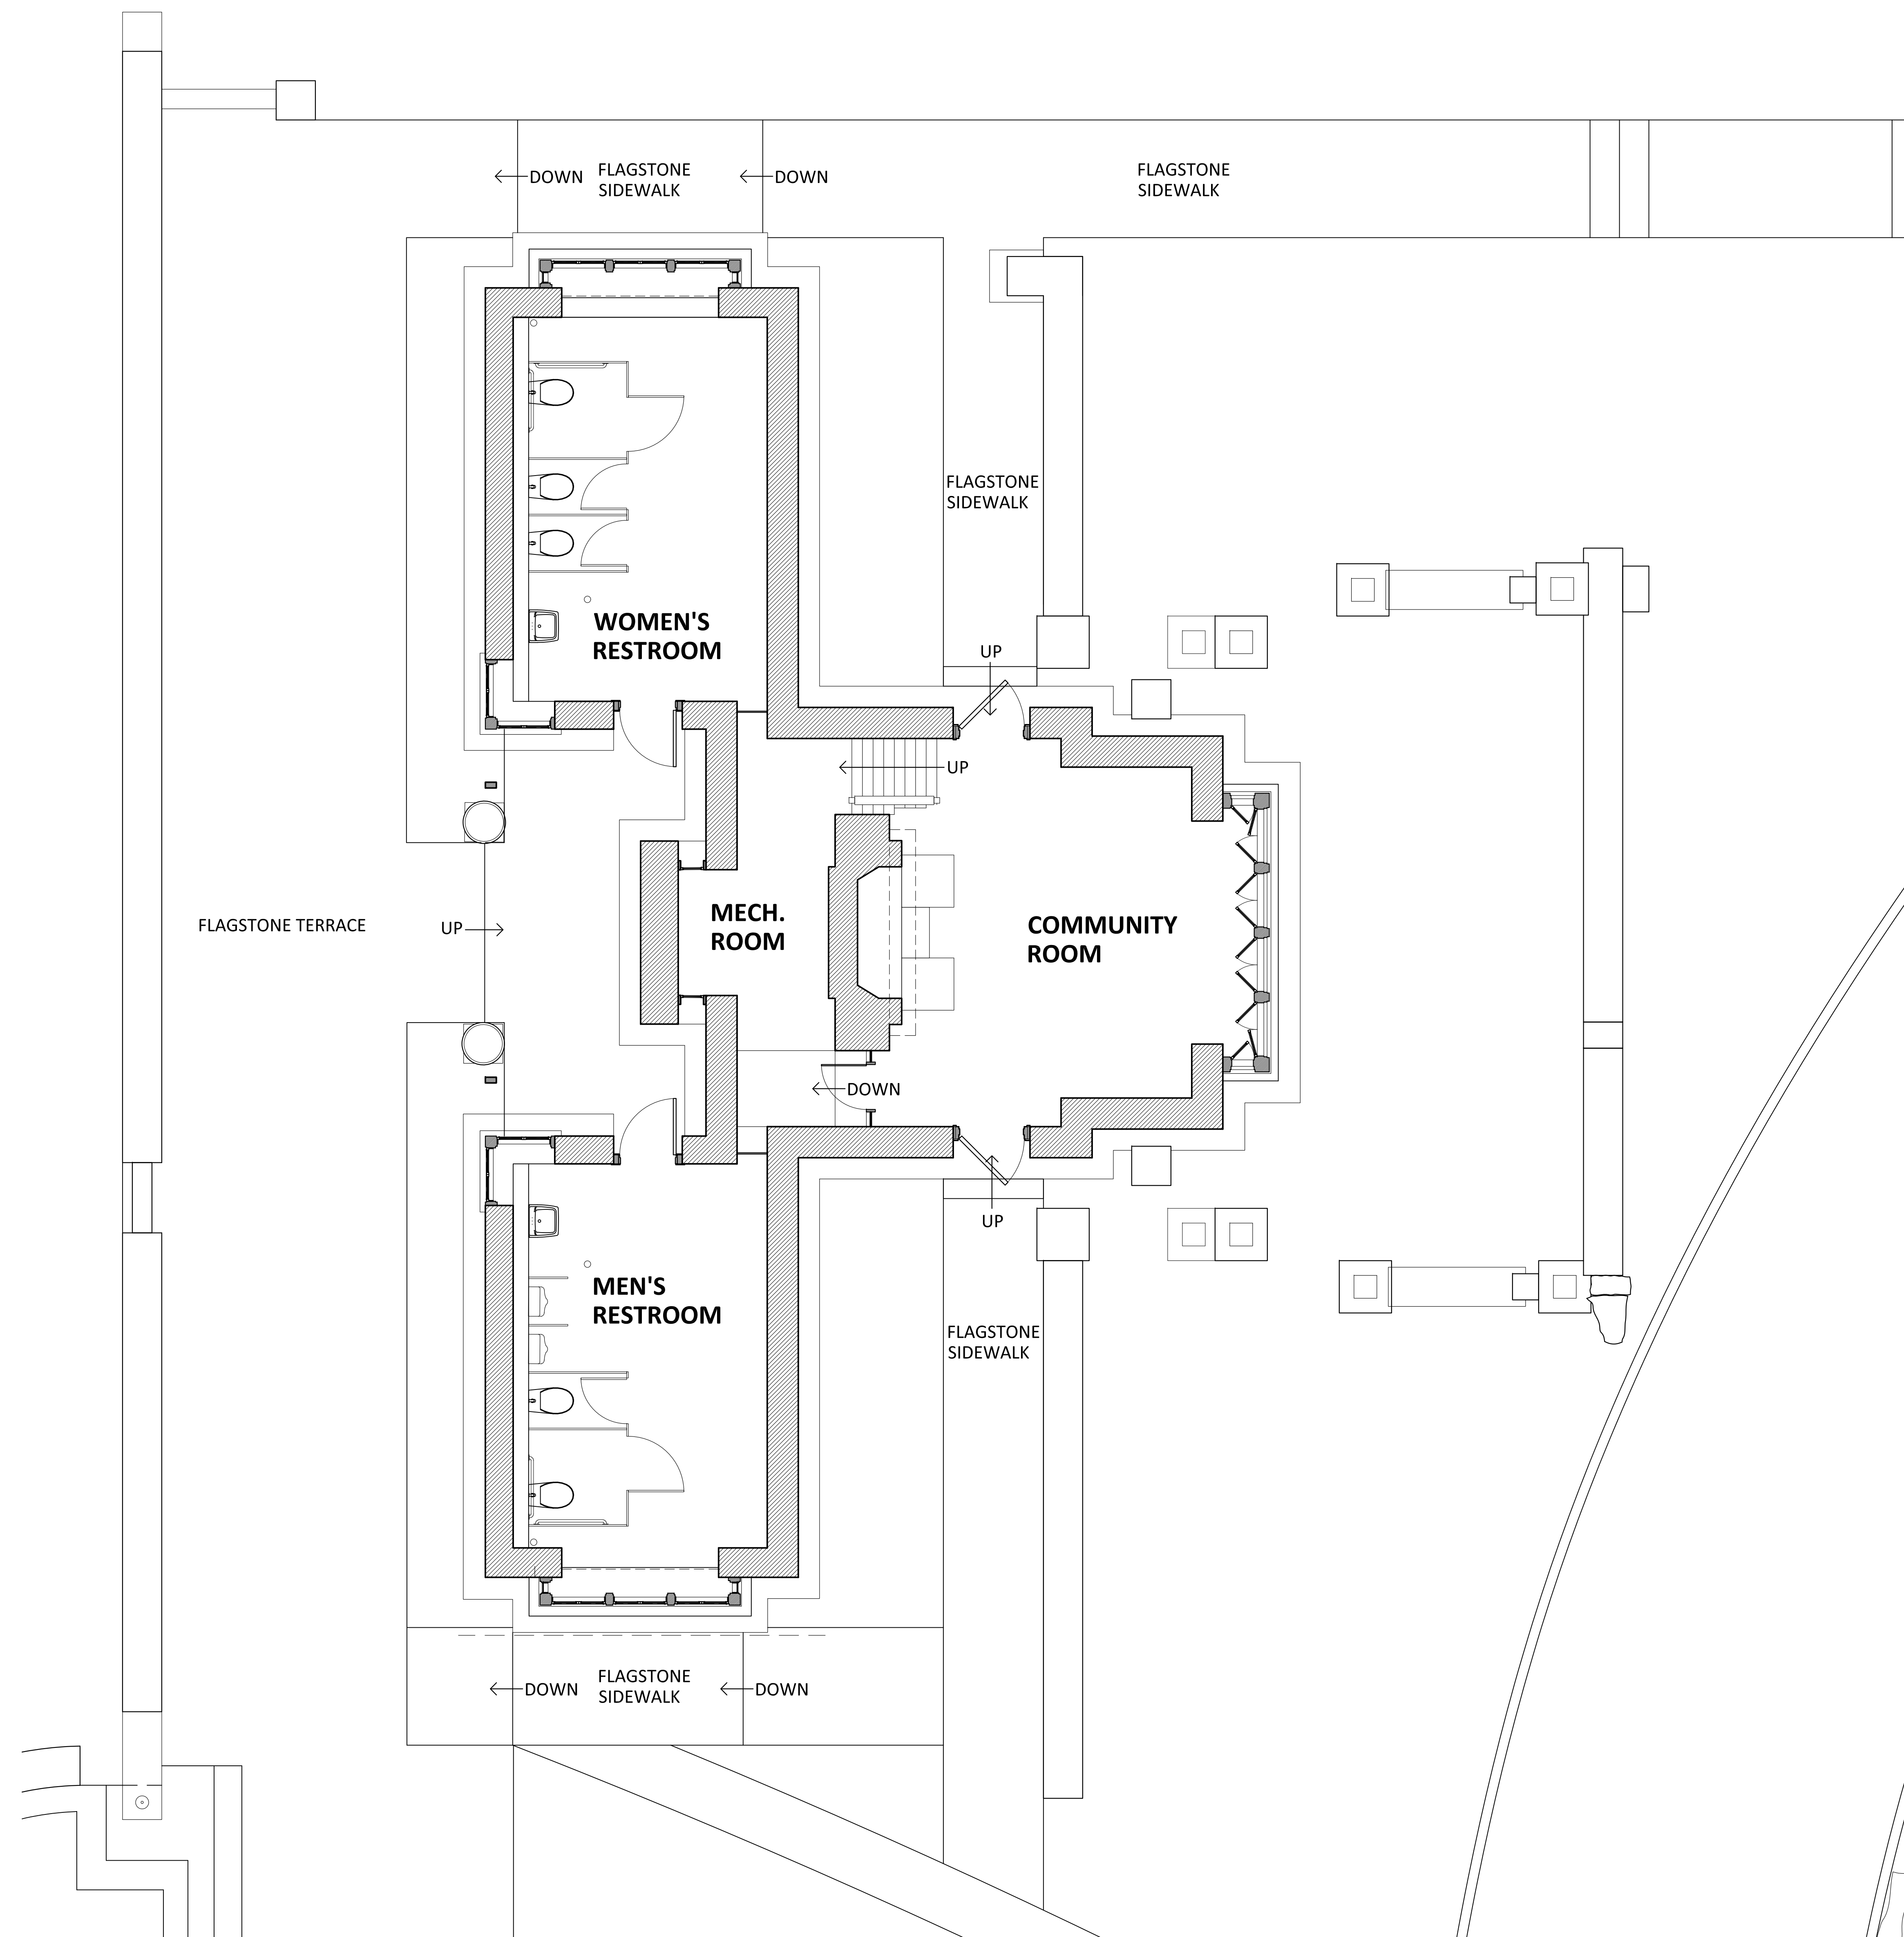 DOWN
FLAGSTONE
SIDEWALK
DOWN
FLAGSTONE
SIDEWALK
FLAGSTONE
SIDEWALK
WOMEN'S
RESTROOM
UP
UP
MECH.
ROOM
COMMUNITY
ROOM
FLAGSTONE TERRACE
UP
DOWN
UP
MEN'S
RESTROOM
FLAGSTONE
SIDEWALK
DOWN
FLAGSTONE
SIDEWALK
DOWN